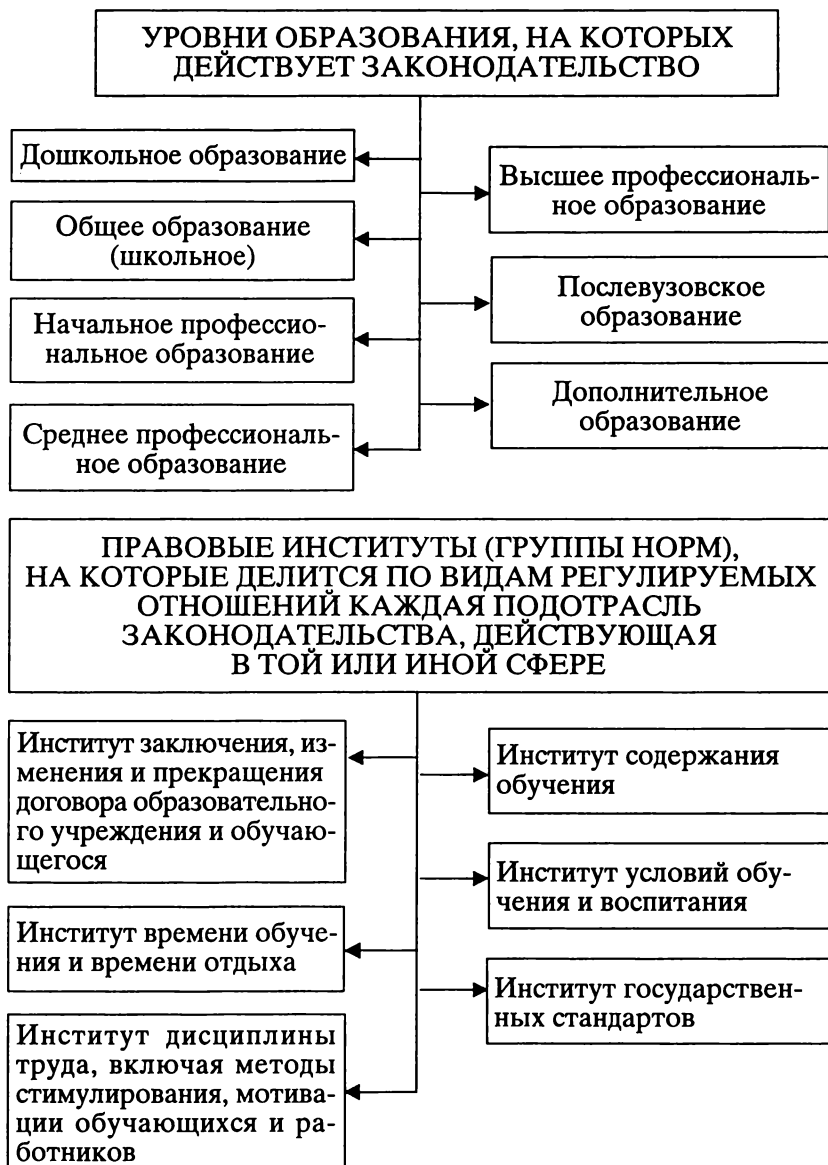 УРОВНИ ОБРАЗОВАНИЯ, НА КОТОРЫХ
ДЕЙСТВУЕТ ЗАКОНОДАТЕЛЬСТВО
Дошкольное образование
Общее образование
(школьное)
Начальное профессио-
нальное образование
Среднее профессиональ-
ное образование
Высшее профессиональ-
ное образование
Послевузовское
образование
Дополнительное
образование
ПРАВОВЫЕ ИНСТИТУТЫ (ГРУППЫ НОРМ),
НА КОТОРЫЕ ДЕЛИТСЯ ПО ВИДАМ РЕГУЛИРУЕМЫХ
ОТНОШЕНИЙ КАЖДАЯ ПОДОТРАСЛЬ
ЗАКОНОДАТЕЛЬСТВА, ДЕЙСТВУЮЩАЯ
В ТОЙ ИЛИ ИНОЙ СФЕРЕ
Институт заключения, из-
менения и прекращения
договора образовательно-
го учреждения и обучаю-
щегося
Институт времени обуче-
ния и времени отдыха
Институт дисциплины
труда, включая методы
стимулирования, мотива-
ции обучающихся и ра-
ботников
Институт содержания
обучения
Институт условий обу-
чения и воспитания
Институт государствен-
ных стандартов